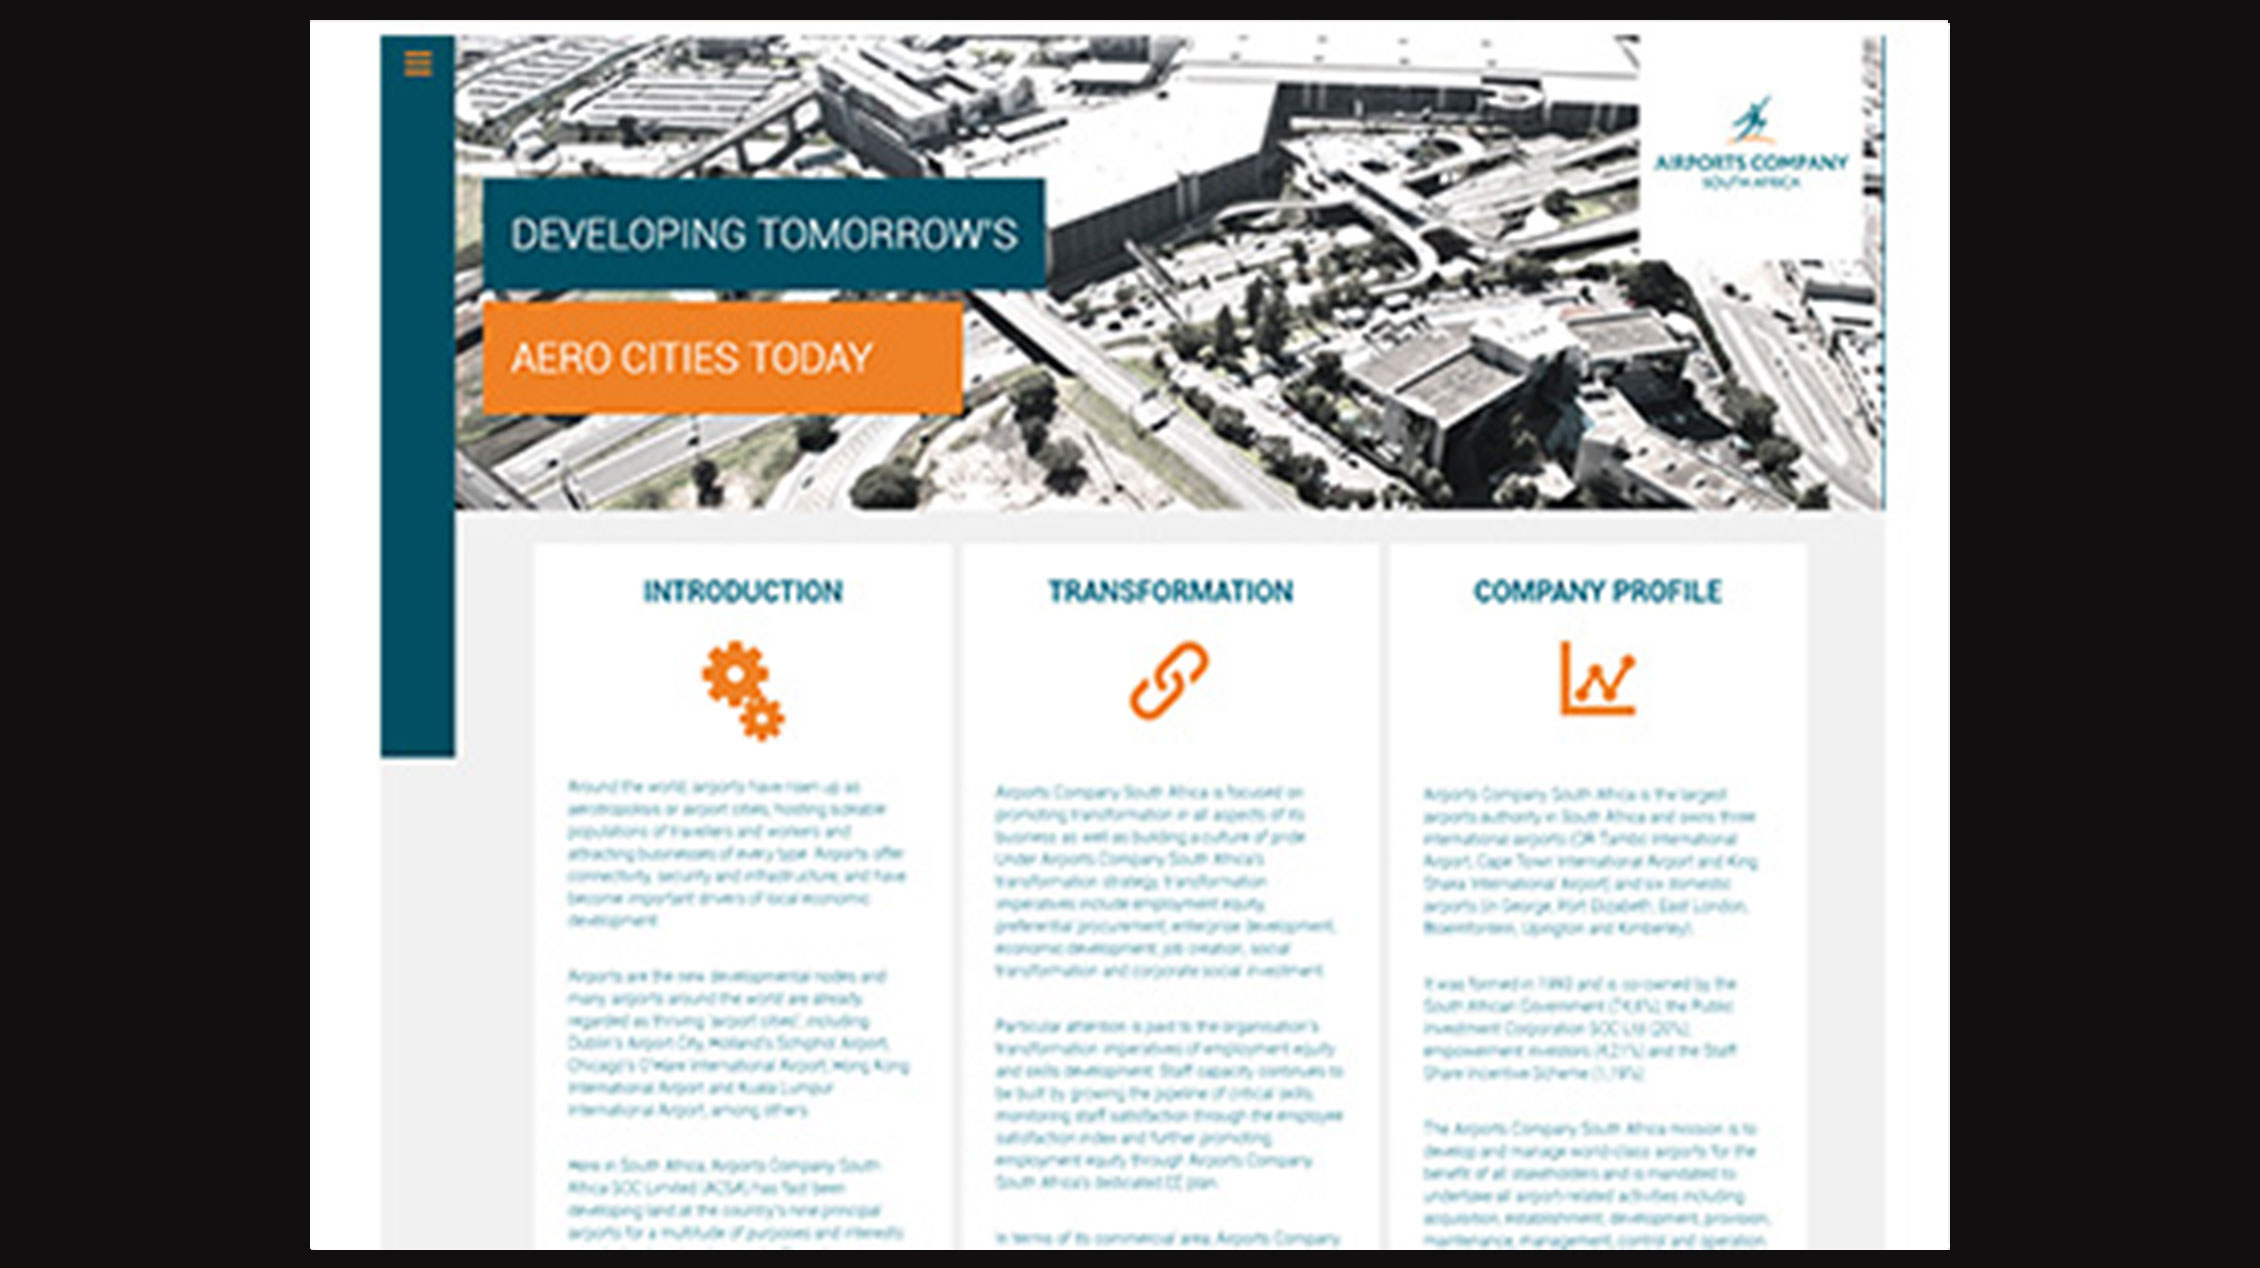 DEVELOPING TOMORROW'S
AERO CITIES TODAY
AIRPORTS COMPANY
SOUTH AFRICA
INTRODUCTION
Around the world, airports have risen up as
aerotropolis or airport cities, hosting sizeable
populations of travellers and workers and
attracting businesses of every type. Airports offer
connectivity, security and infrastructure, and have
become important drivers of local economic
development.
Airports are the new developmental nodes and
many airports around the world are already
regarded as thriving 'airport cities', including
Dublin's Airport City, Holland's Schiphol Airport,
Chicago's O'Hare International Airport, Hong Kong
International Airport and Kuala Lumpur
International Airport, among others.
Here in South Africa, Airports Company South
Africa SOC Limited (ACSA) has fast been
developing land at the country's nine principal
airports for a multitude of purposes and interests
TRANSFORMATION
Airports Company South Africa is focused on
promoting transformation in all aspects of its
business as well as building a culture of pride.
Under Airports Company South Africa's
transformation strategy, transformation
imperatives include employment equity,
preferential procurement, enterprise development,
economic development, job creation, social
transformation and corporate social investment.
Particular attention is paid to the organisation's
transformation imperatives of employment equity
and skills development. Staff capacity continues to
be built by growing the pipeline of critical skills,
monitoring staff satisfaction through the employee
satisfaction index and further promoting
employment equity through Airports Company
South Africa's dedicated EE plan.
In terms of its commercial area, Airports Company
COMPANY PROFILE
Airports Company South Africa is the largest
airports authority in South Africa and owns three
international airports (OR Tambo International
Airport, Cape Town International Airport and King
Shaka International Airport) and six domestic
airports (in George, Port Elizabeth, East London,
Bloemfontein, Upington and Kimberley).
It was formed in 1993 and is co-owned by the
South African Government (74,6%), the Public
Investment Corporation SOC Ltd (20%),
empowerment investors (4,21%) and the Staff
Share Incentive Scheme (1,19%).
The Airports Company South Africa mission is to
develop and manage world-class airports for the
benefit of all stakeholders and is mandated to
undertake all airport-related activities including
acquisition, establishment, development, provision,
maintenance, management, control and operation